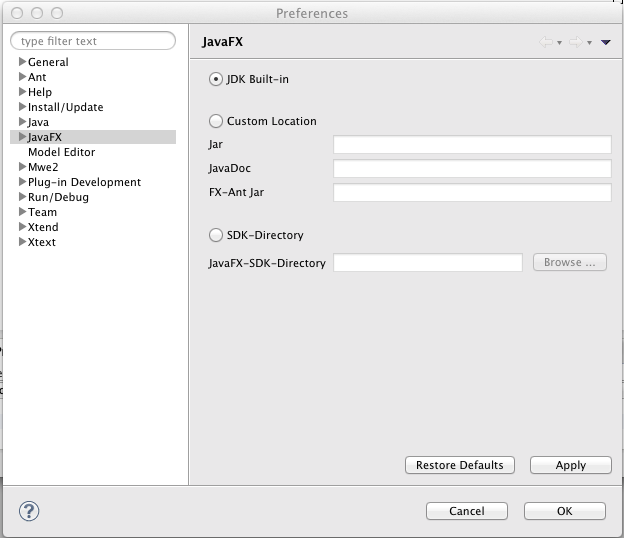 Preferences
type filter text
General
Ant
Help
Install/Update
Java
JavaFX
Model Editor
Mwe2
Plug-in Development
Run/Debug
Team
Xtend
Xtext
JavaFX
JDK Built-in
Custom Location
Jar
JavaDoc
FX-Ant Jar
SDK-Directory
JavaFX-SDK-Directory
Browse ...
Restore Defaults Apply
? Cancel OK